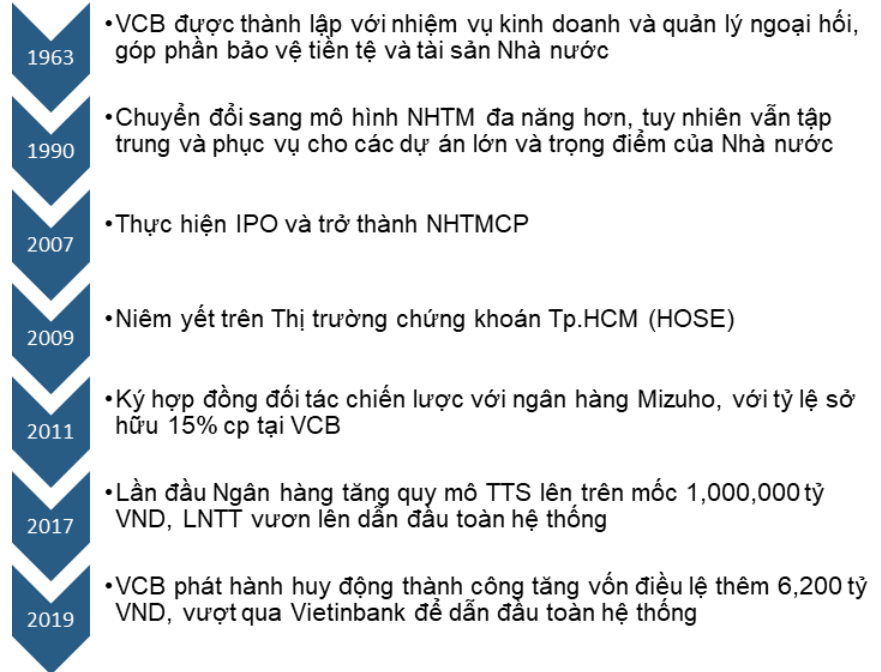 1963
•VCB được thành lập với nhiệm vụ kinh doanh và quản lý ngoại hối,
góp phần bảo vệ tiền tệ và tài sản Nhà nước
1990
•Chuyển đổi sang mô hình NHTM đa năng hơn, tuy nhiên vẫn tập
trung và phục vụ cho các dự án lớn và trọng điểm của Nhà nước
2007
•Thực hiện IPO và trở thành NHTMCP
2009
•Niêm yết trên Thị trường chứng khoán Tp.HCM (HOSE)
2011
•Ký hợp đồng đối tác chiến lược với ngân hàng Mizuho, với tỷ lệ sở
hữu 15% cp tại VCB
2017
•Lần đầu Ngân hàng tăng quy mô TTS lên trên mốc 1,000,000 tỷ
VND, LNTT vươn lên dẫn đầu toàn hệ thống
2019
•VCB phát hành huy động thành công tăng vốn điều lệ thêm 6,200 tỷ
VND, vượt qua Vietinbank để dẫn đầu toàn hệ thống